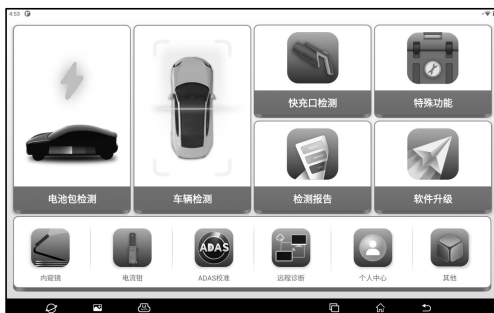 4:53
快充口检测
特殊功能
电池包检测
车辆检测
检测报告
软件升级
ADAS
内窥镜
电流钳
ADAS校准
远程诊断
个人中心
其他